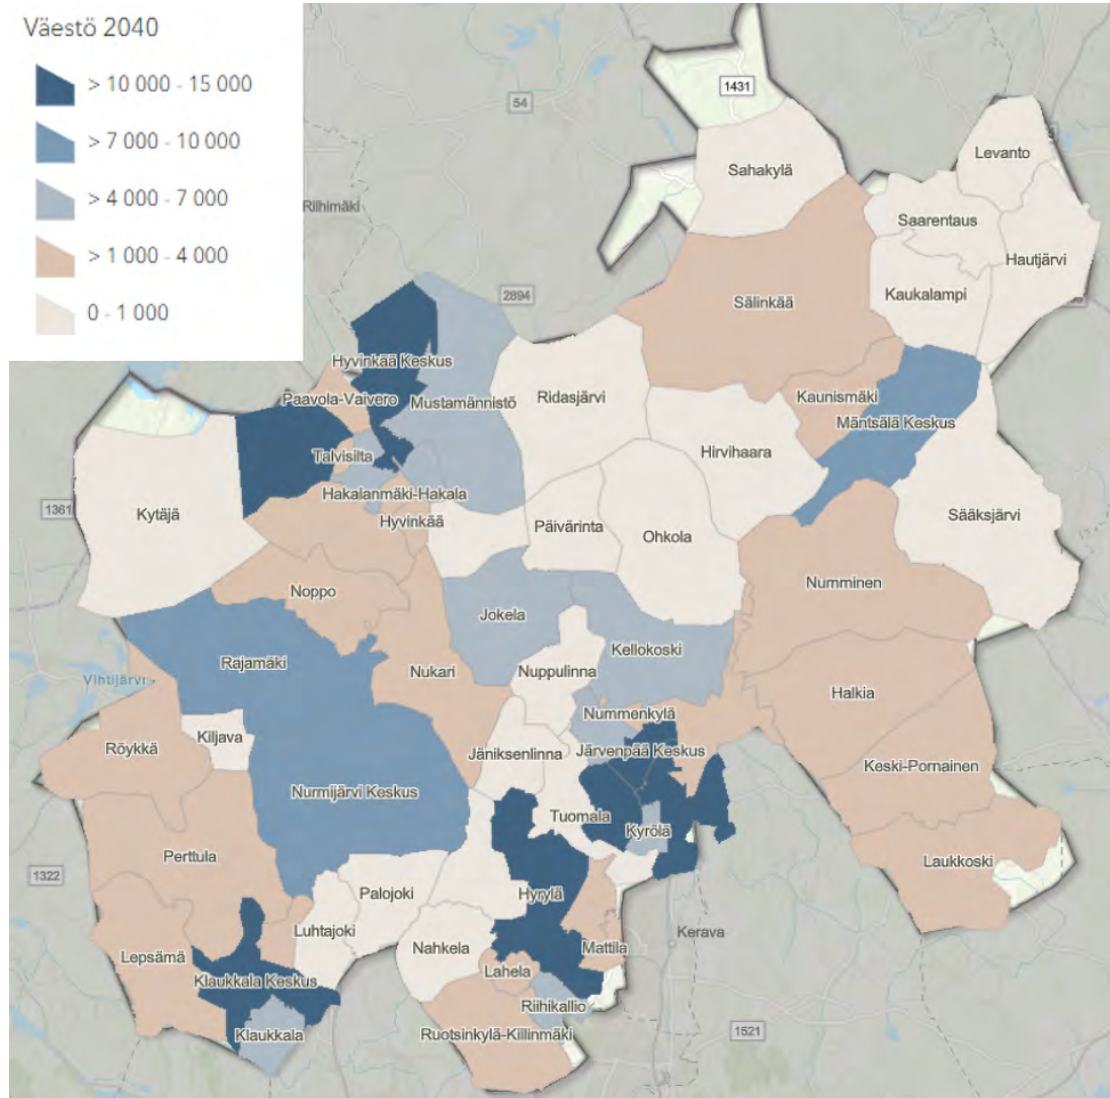 Väestö 2040
> 10 000 - 15 000
> 7 000 - 10 000
> 4 000 - 7 000
> 1 000 - 4 000
0 - 1 000
1431
54
Levanto
Sahakylä
Riihimäki
Saarentaus
Hautjärvi
2894
Kaukalampi
Sälinkää
Hyvinkää Keskus
Paavola-Vaivero
Mustamännistö
Ridasjärvi
Kaunismäki
Mäntsälä Keskus
Talvisilta
Hirvihaara
Hakalanmäki-Hakala
1361
Kytäjä
Hyvinkää
Päivärinta
Ohkola
Sääksjärvi
Noppo
Numminen
Jokela
Kellokoski
Rajamäki
Nukari
Nuppulinna
Vihtijärvi
Halkia
Nummenkylä
Röykkä
Kiljava
Jäniksenlinna
Järvenpää Keskus
Keski-Pornainen
Nurmijärvi Keskus
Tuomala
Kyrölä
Perttula
Laukkoski
1322
Palojoki
Hyrylä
Luhtajoki
Kerava
Lepsämä
Nahkela
Mattila
Klaukkala Keskus
Lahela
Riihikallio
Klaukkala
Ruotsinkylä-Killinmäki
1521